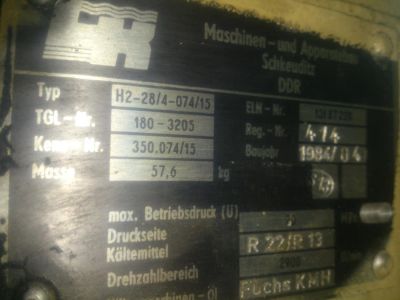 Maschinen - und Apparatebau
Schkeuditz
DDR
Typ H2-28/4-074/15 ELN - Nr.
TGL - Nr. 180 - 3205 Reg. - Nr. 4/4
Kenn - Nr. 350.074/15 Baujahr 1984/04
Masse 57,6 kg
max. Betriebsdruck (Ü)
Druckseite
Kältemittel R 22/R 13
Drehzahlbereich
Fuchs KMH